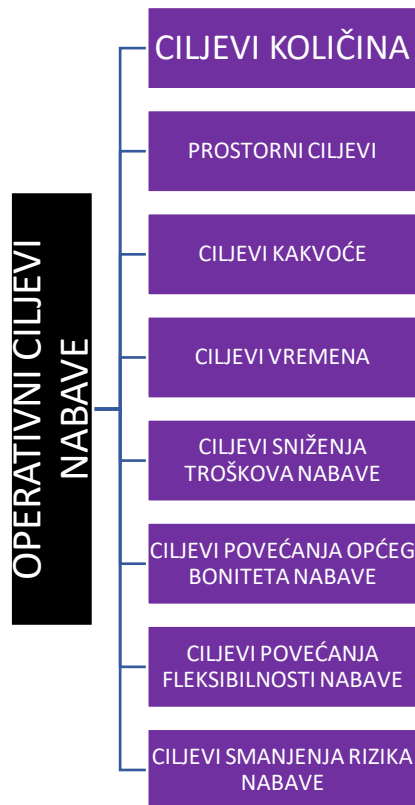 OPERATIVNI CILJEVI
NABAVE
CILJEVI KOLIČINA
PROSTORNI CILJEVI
CILJEVI KAKVOĆE
CILJEVI VREMENA
CILJEVI SNIŽENJA
TROŠKOVA NABAVE
CILJEVI POVEĆANJA OPĆEG
BONITETA NABAVE
CILJEVI POVEĆANJA
FLEKSIBILNOSTI NABAVE
CILJEVI SMANJENJA RIZIKA
NABAVE